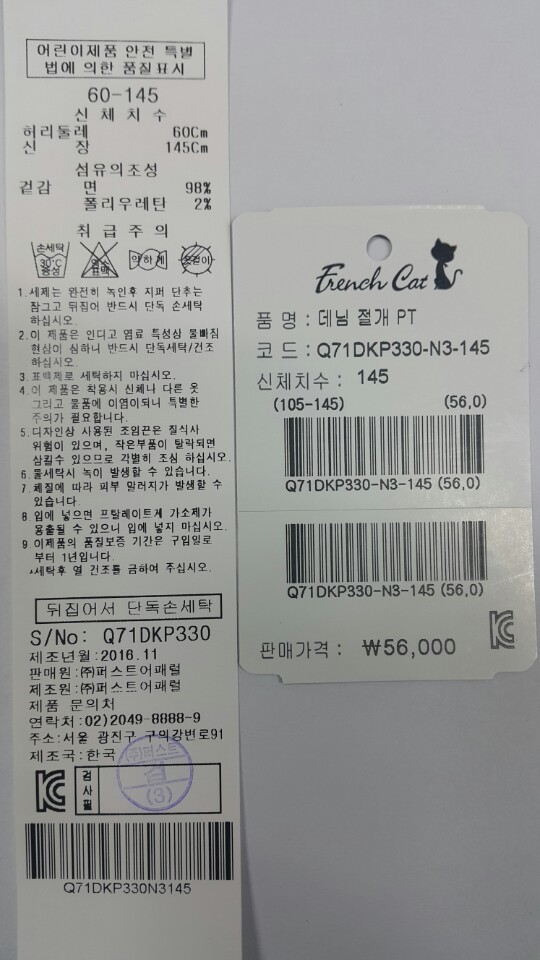 어린이제품 안전 특별
법에 의한 품질표시
60-145
신 체 치 수
허리둘레 60Cm
신 장 145Cm
섬유의조성
겉감 면 98%
폴리우레탄 2%
취 급 주 의
손세탁
30℃
중성
염소
표백
약하게
옷걸이
1.세제는 완전히 녹인후 지퍼 단추는
잠그고 뒤집어 반드시 단독 손세탁
하십시오.
2.이 제품은 인디고 염료 특성상 물빠짐
현상이 심하니 반드시 단독세탁/건조
하십시오.
3.표백제로 세탁하지 마십시오.
4.이 제품은 착용시 신체나 다른 옷
그리고 물품에 이염이되니 특별한
주의가 필요합니다.
5.디자인상 사용된 조임끈은 질식사
위험이 있으며, 작은부품이 탈락되면
삼킬수 있으므로 각별히 조심 하십시오.
6.물세탁시 녹이 발생할 수 있습니다.
7.체질에 따라 피부 말러지가 발생할 수
있습니다.
8.입에 넣으면 프탈레이트계 가소제가
용출될 수 있으니 입에 넣지 마십시오.
9.이제품의 품질보증 기간은 구입일로
부터 1년입니다.
*세탁후 열 건조를 금하여 주십시오.
뒤집어서 단독손세탁
S/No: Q71DKP330
제조년월:2016.11
판매원:㈜퍼스트어패럴
제조원:㈜퍼스트어패럴
제품 문의처
연락처:02)2049-8888-9
주소:서울 광진구 구의강변로91
제조국:한국
검사필
㈜퍼스트
검
(3)
Q71DKP330N3145
French Cat
품 명 : 데님 절개 PT
코 드 : Q71DKP330-N3-145
신체치수 : 145
(105-145) (56,0)
Q71DKP330-N3-145 (56,0)
Q71DKP330-N3-145 (56,0)
판매가격 : ₩56,000